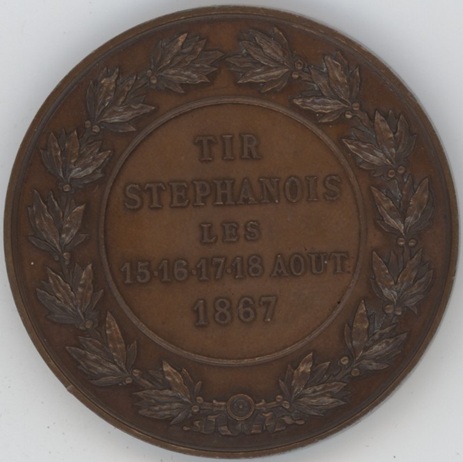 TIR
STEPHANOIS
LES
15·16·17·18 AOUT
1867